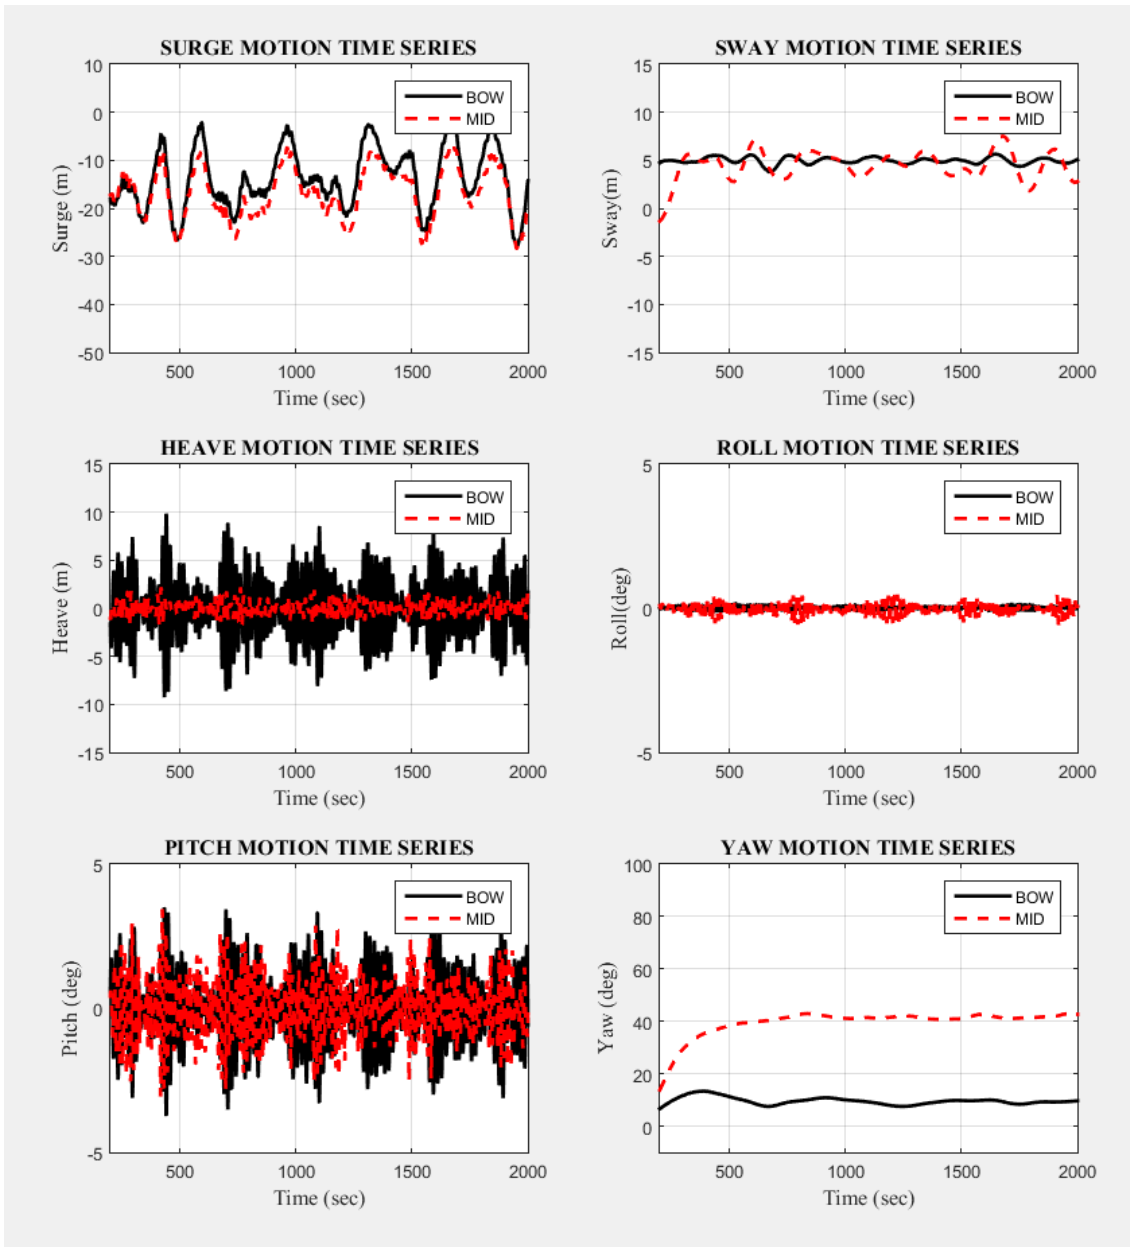 SURGE MOTION TIME SERIES
10
0
-10
-20
-30
-40
-50
Surge (m)
BOW
MID
500
1000
1500
2000
Time (sec)
SWAY MOTION TIME SERIES
15
10
5
0
-5
-10
-15
Sway(m)
BOW
MID
500
1000
1500
2000
Time (sec)
HEAVE MOTION TIME SERIES
15
10
5
0
-5
-10
-15
Heave (m)
BOW
MID
500
1000
1500
2000
Time (sec)
ROLL MOTION TIME SERIES
5
0
-5
Roll(deg)
BOW
MID
500
1000
1500
2000
Time (sec)
PITCH MOTION TIME SERIES
5
0
-5
Pitch (deg)
BOW
MID
500
1000
1500
2000
Time (sec)
YAW MOTION TIME SERIES
100
80
60
40
20
0
Yaw (deg)
BOW
MID
500
1000
1500
2000
Time (sec)